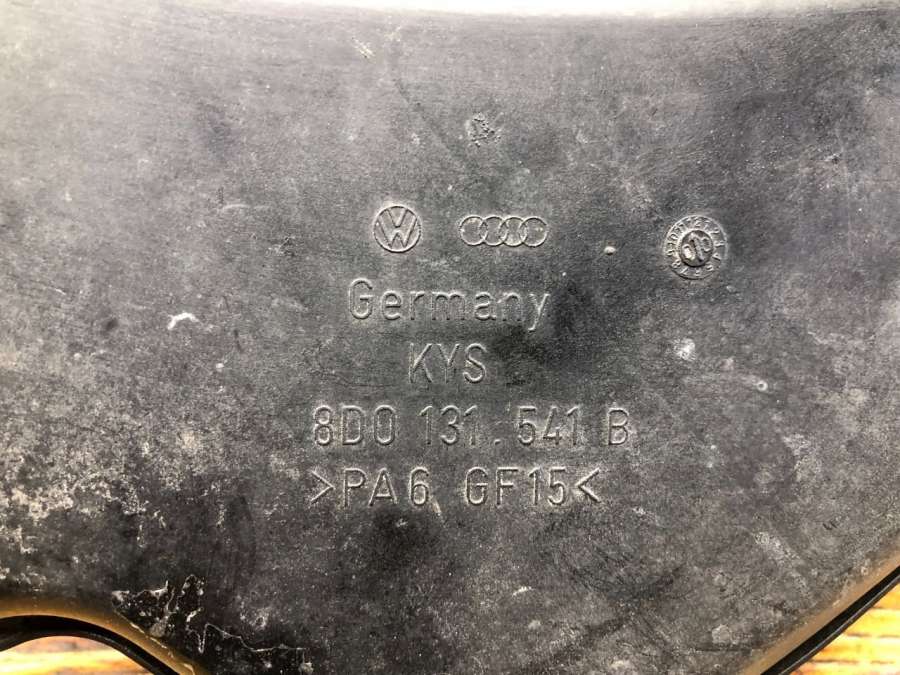 Germany
KYS
8D0 131.541 B
>PA6 GF15<